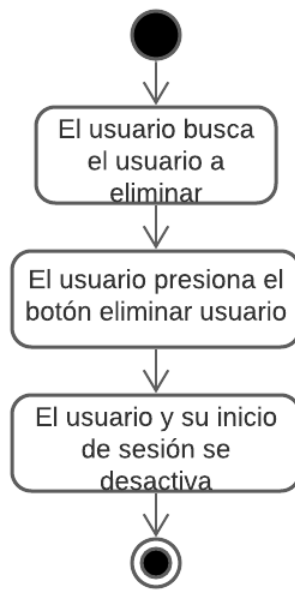 El usuario busca
el usuario a
eliminar
El usuario presiona el
botón eliminar usuario
El usuario y su inicio
de sesión se
desactiva